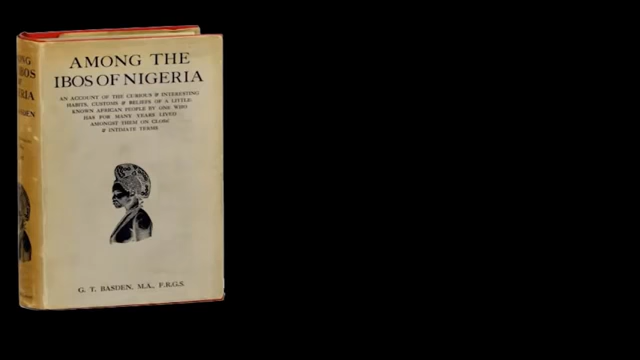 AMONG THE
IBOS OF NIGERIA
AN ACCOUNT OF THE CURIOUS & INTERESTING
HABITS, CUSTOMS & BELIEFS OF A LITTLE
KNOWN AFRICAN PEOPLE BY ONE WHO
HAS FOR MANY YEARS LIVED
AMONGST THEM ON CLOSE
& INTIMATE TERMS
G. T. BASDEN, M.A., F.R.G.S.